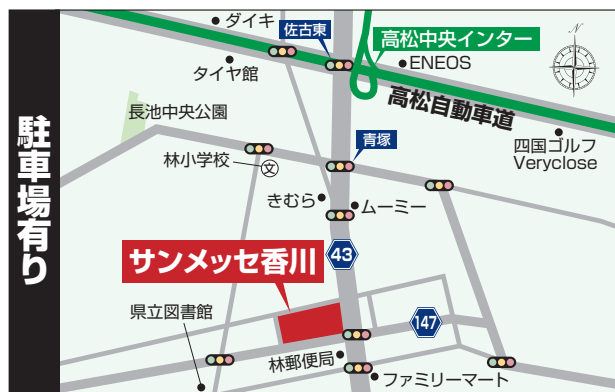 駐車場有り
ダイキ
佐古東
高松中央インター
タイヤ館
ENEOS
高松自動車道
長池中央公園
四国ゴルフ
Veryclose
青塚
林小学校
文
きむら
ムーミー
サンメッセ香川
43
県立図書館
147
林郵便局
ファミリーマート